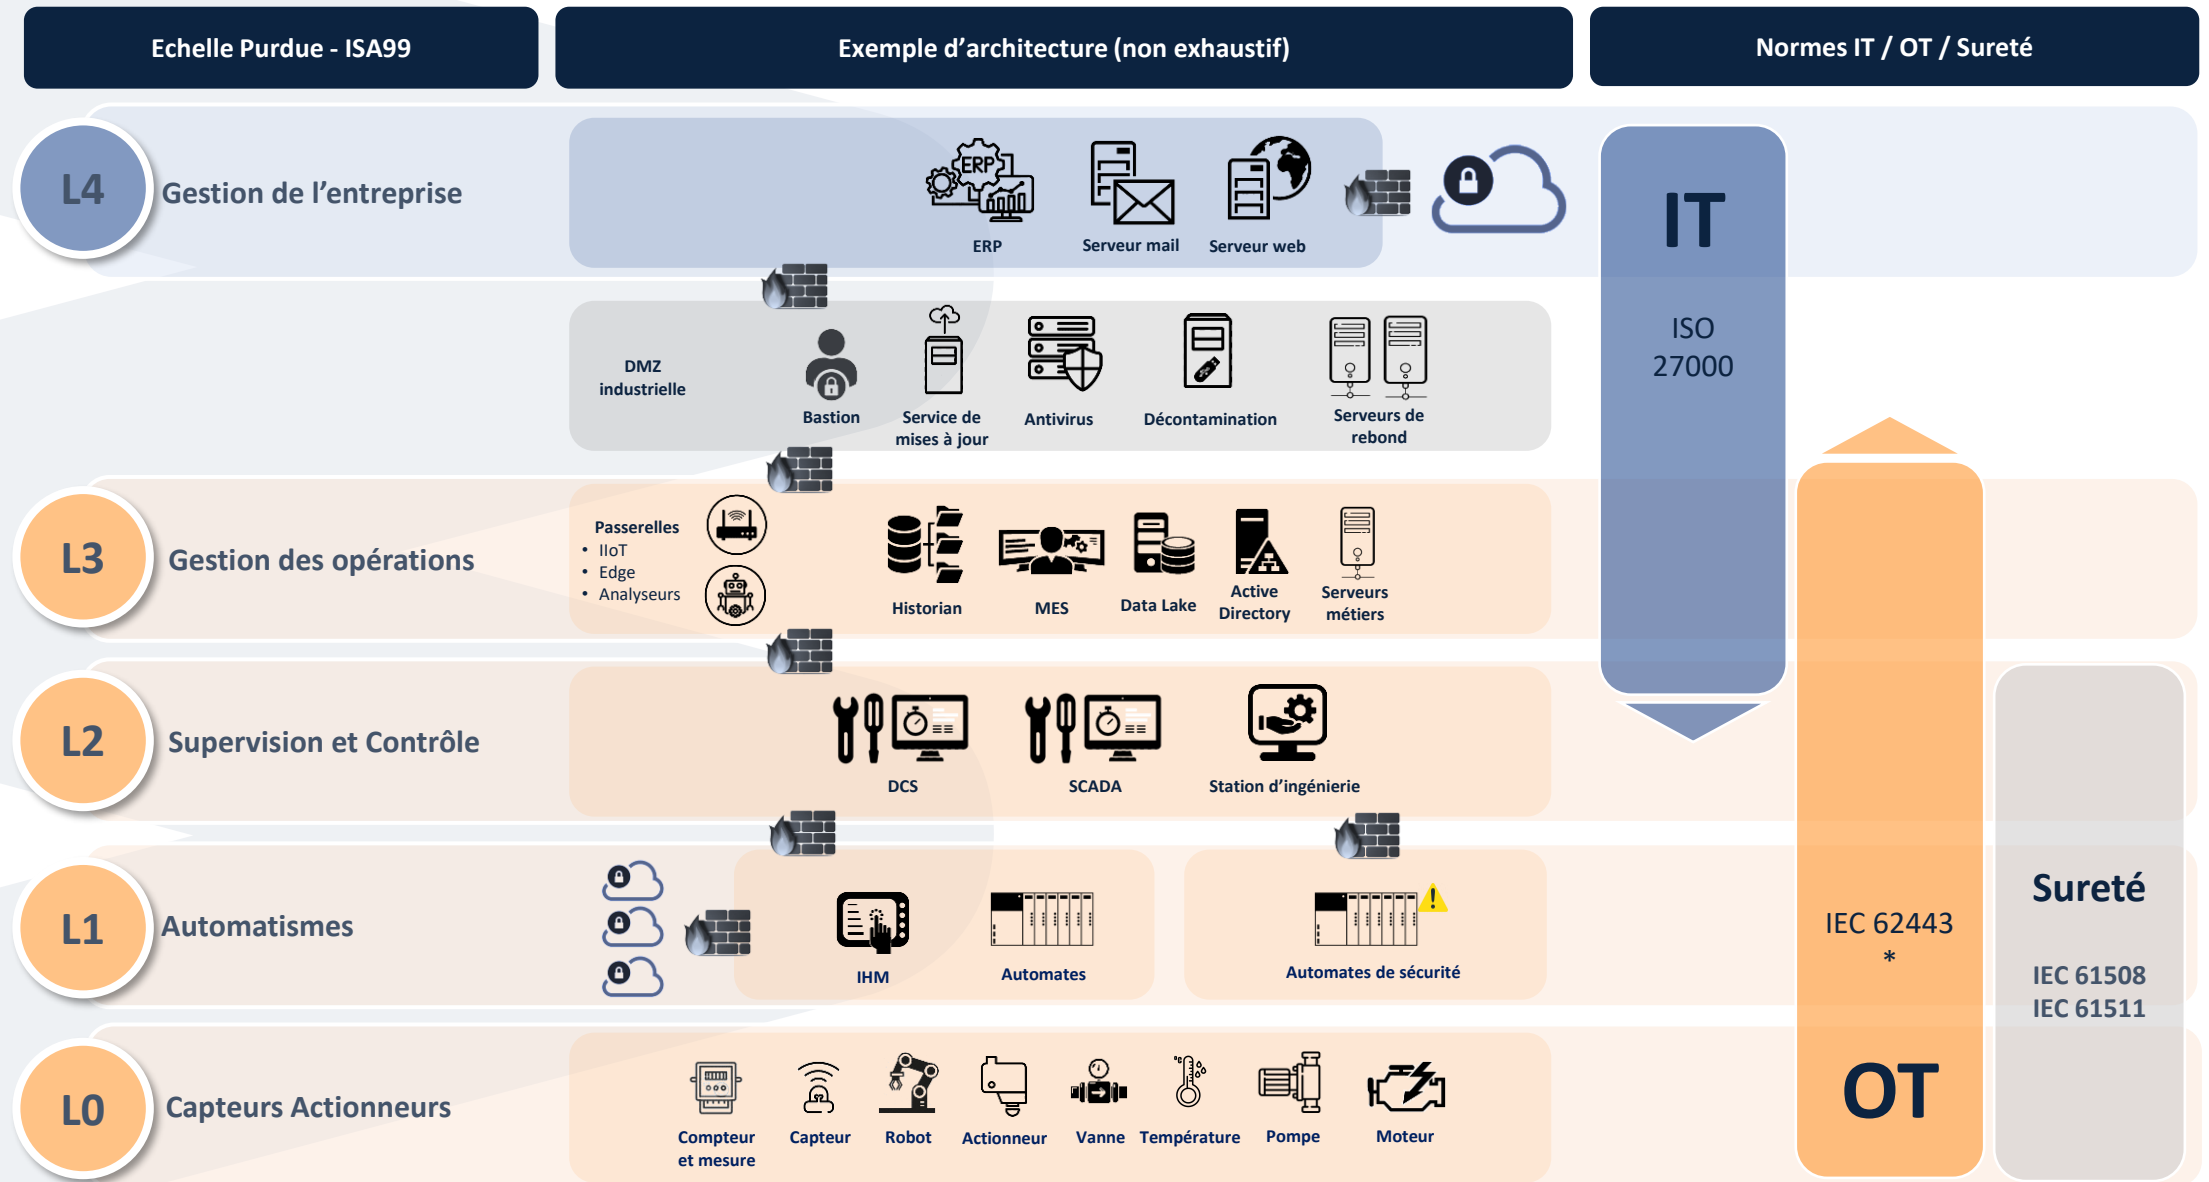 Echelle Purdue - ISA99
Exemple d'architecture (non exhaustif)
Normes IT / OT / Sureté
L4
Gestion de l'entreprise
ERP
ERP
Serveur mail
Serveur web
IT
ISO
27000
DMZ
industrielle
Bastion
Service de
mises à jour
Antivirus
Décontamination
Serveurs de
rebond
L3
Gestion des opérations
Passerelles
• IIoT
• Edge
• Analyseurs
Historian
MES
Data Lake
Active
Directory
Serveurs
métiers
L2
Supervision et Contrôle
DCS
SCADA
Station d'ingénierie
L1
Automatismes
IHM
Automates
Automates de sécurité
IEC 62443
*
Sureté
IEC 61508
IEC 61511
L0
Capteurs Actionneurs
°C
Compteur
et mesure
Capteur
Robot
Actionneur
Vanne
Température
Pompe
Moteur
OT